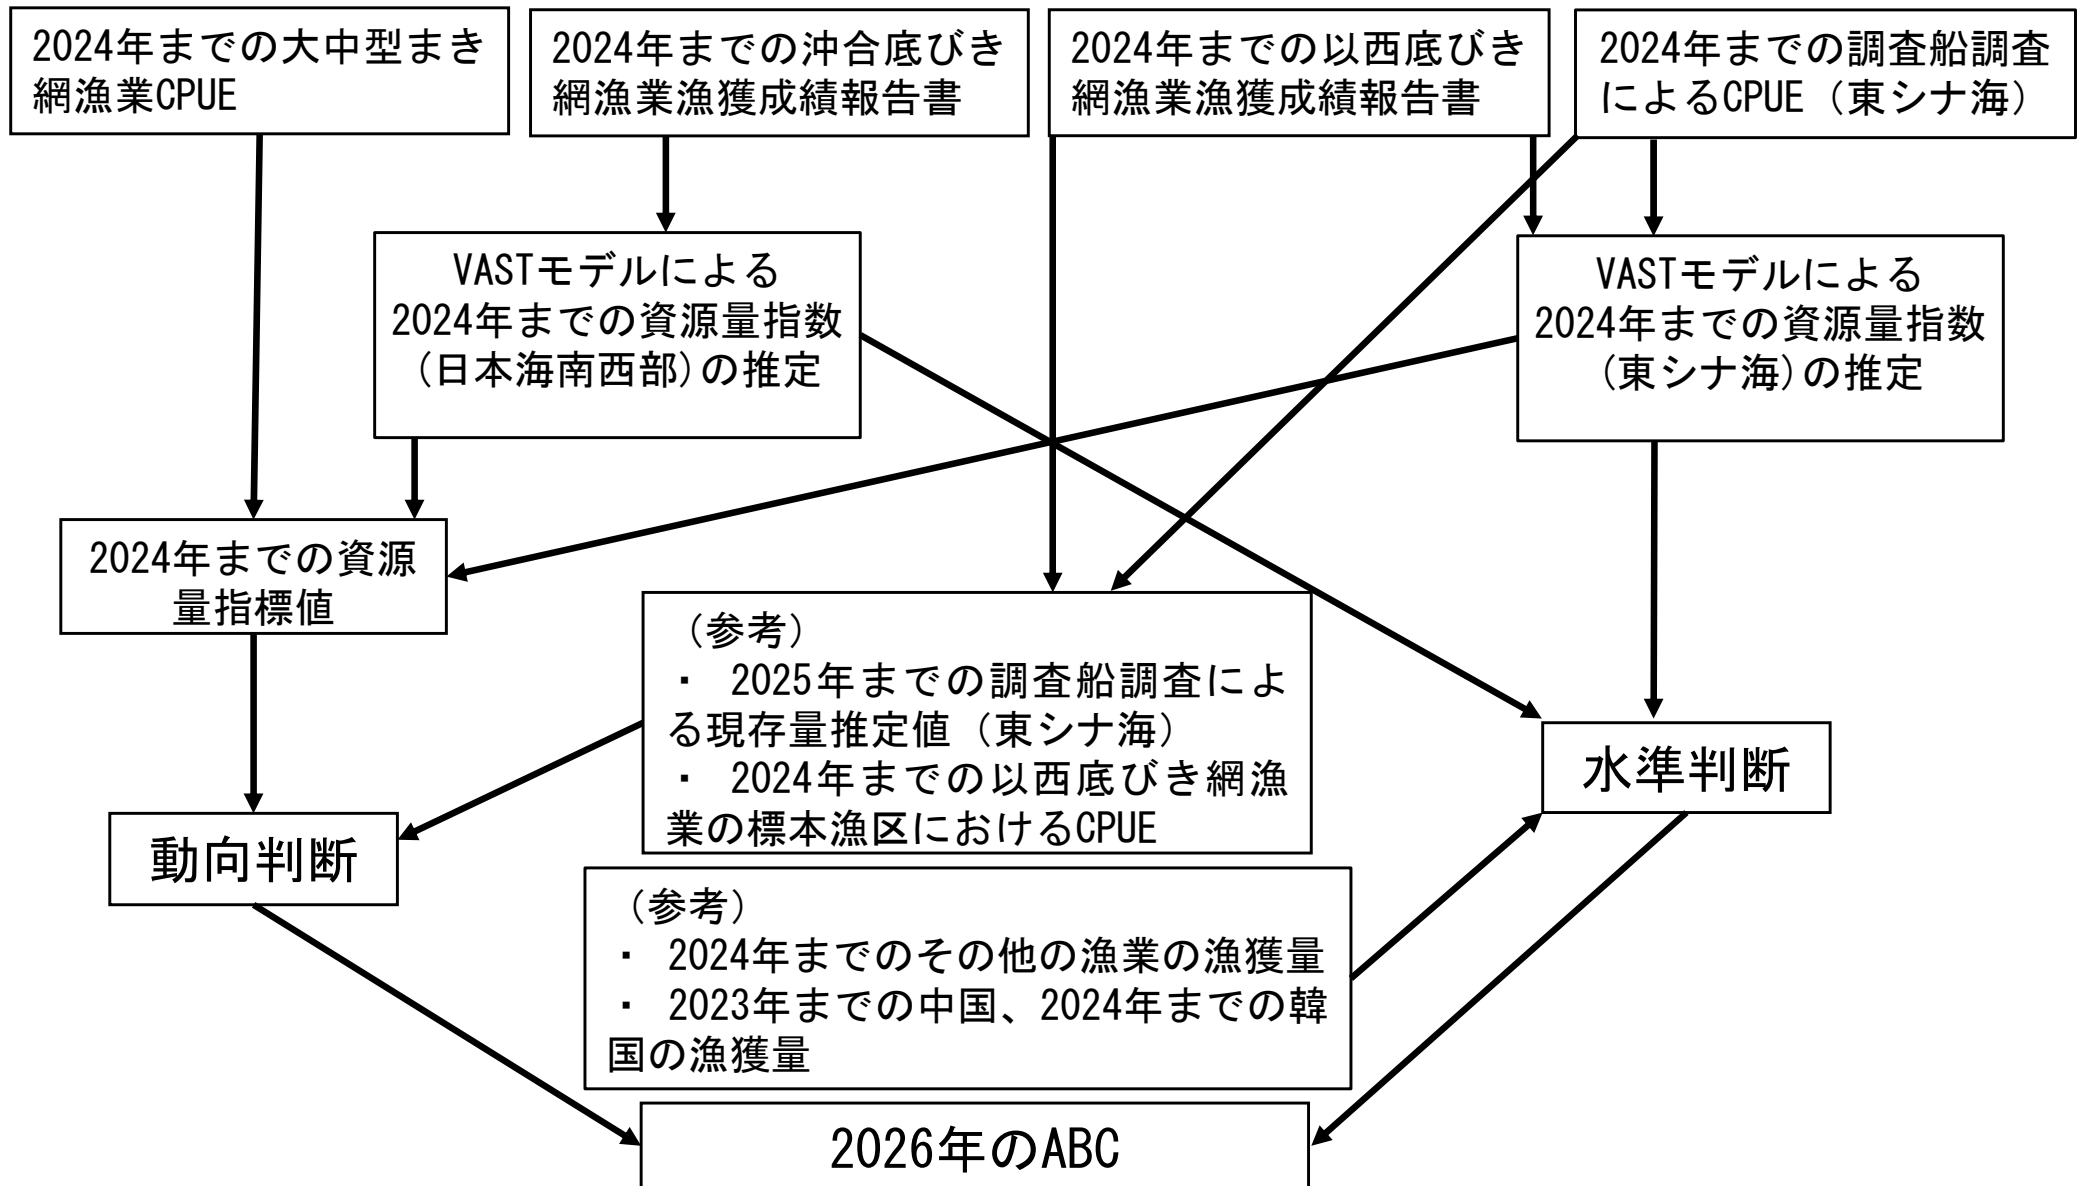 2024年までの大中型まき
網漁業CPUE
2024年までの沖合底びき
網漁業漁獲成績報告書
2024年までの以西底びき
網漁業漁獲成績報告書
2024年までの調査船調査
によるCPUE（東シナ海）
VASTモデルによる
2024年までの資源量指数
(日本海南西部)の推定
VASTモデルによる
2024年までの資源量指数
(東シナ海)の推定
2024年までの資源
量指標値
（参考）
・ 2025年までの調査船調査によ
る現存量推定値（東シナ海）
・ 2024年までの以西底びき網漁
業の標本漁区におけるCPUE
水準判断
動向判断
（参考）
・ 2024年までのその他の漁業の漁獲量
・ 2023年までの中国、2024年までの韓
国の漁獲量
2026年のABC